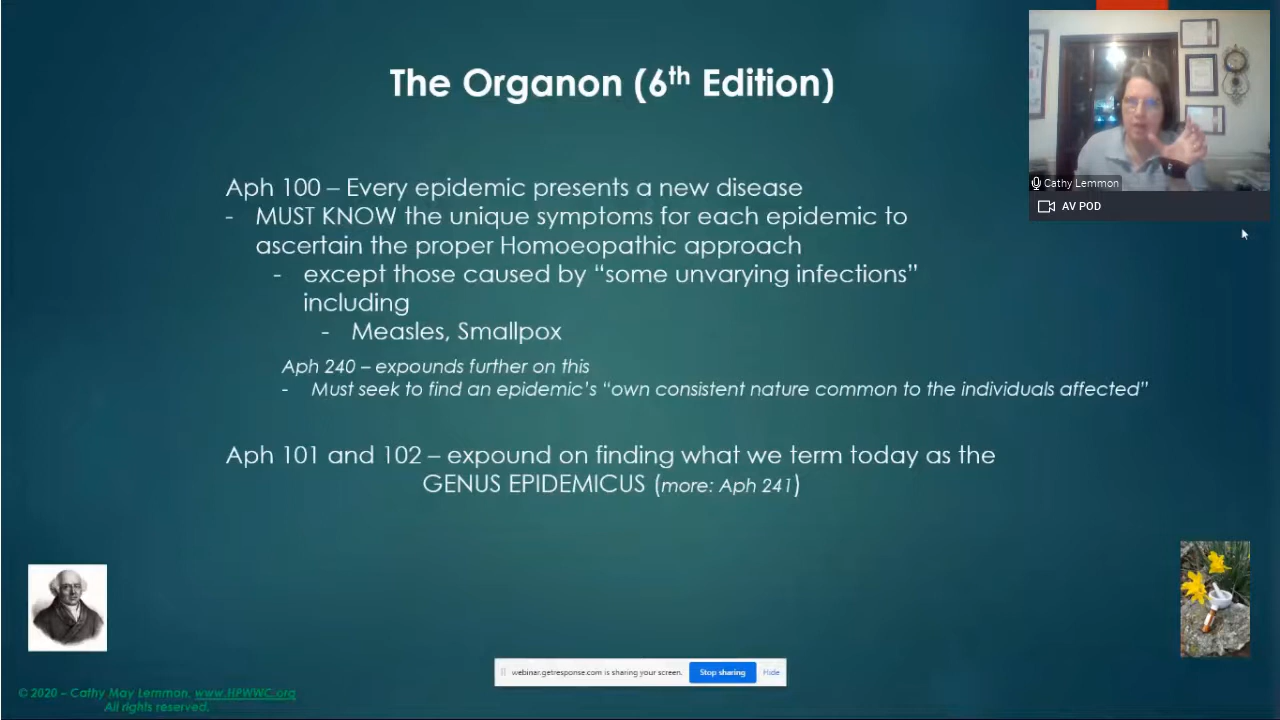 The Organon (6th Edition)
Aph 100 – Every epidemic presents a new disease
- MUST KNOW the unique symptoms for each epidemic to
ascertain the proper Homoeopathic approach
- except those caused by “some unvarying infections”
including
- Measles, Smallpox
Aph 240 – expounds further on this
- Must seek to find an epidemic’s “own consistent nature common to the individuals affected”
Aph 101 and 102 – expound on finding what we term today as the
GENUS EPIDEMICUS (more: Aph 241)
Cathy Lemmon
AV POD
webinar.getresponse.com is sharing your screen.
Stop sharing
Hide
© 2020 – Cathy May Lemmon, www.HPWWC.org
All rights reserved.